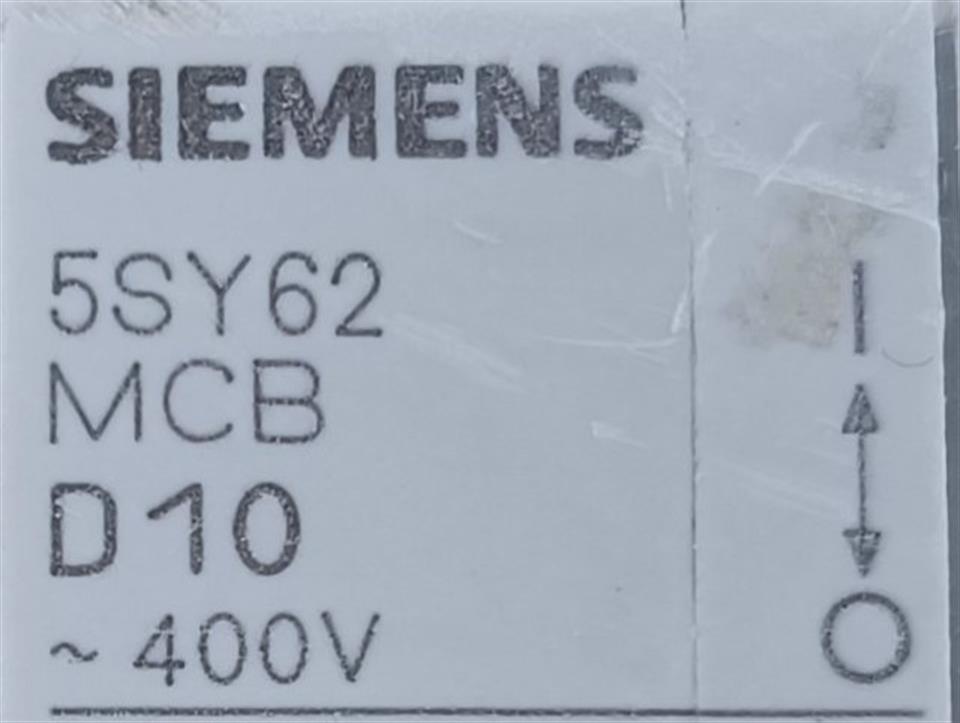 SIEMENS
5SY62
MCB
D10
~ 400V
I
O